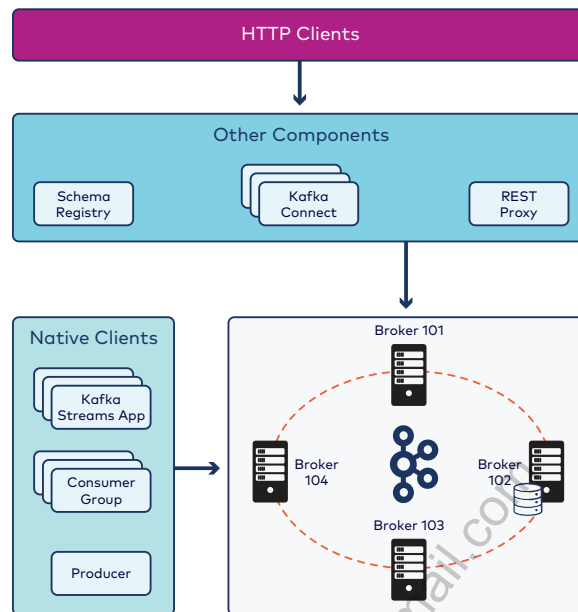 HTTP Clients
Other Components
Schema
Registry
Kafka
Connect
REST
Proxy
Native Clients
Kafka
Streams App
Consumer
Group
Producer
Broker 101
Broker
104
Broker
102
Broker 103